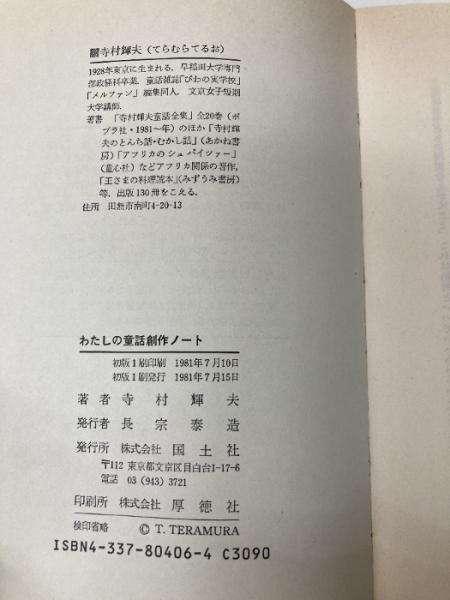 寺村輝夫(てらむらてるお)
1928年東京に生まれる。早稲田大学専門
部政経科卒業。童話雑誌「びわの実学校」
「メルファン」編集同人。文京女子短期
大学講師。
著書 「寺村輝夫童話全集」全20巻(ポ
プラ社・1981～年)のほか「寺村輝
夫のとんち話・むかし話」(あかね書
房)「アフリカのシュバイツァー」
(童心社)などアフリカ関係の著作,
「王さまの料理読本」(みずうみ書房)
等、出版130冊をこえる。
住所 田無市南町4-20-13
わたしの童話創作ノート
初版1刷印刷 1981年7月10日
初版1刷発行 1981年7月15日
著者 寺村輝夫
発行者 長宗泰造
発行所 株式会社 国土社
〒112 東京都文京区目白台1-17-6
電話 03 (943) 3721
印刷所 株式会社 厚徳社
検印省略 © T. TERAMURA
ISBN4-337-80406-4 C3090